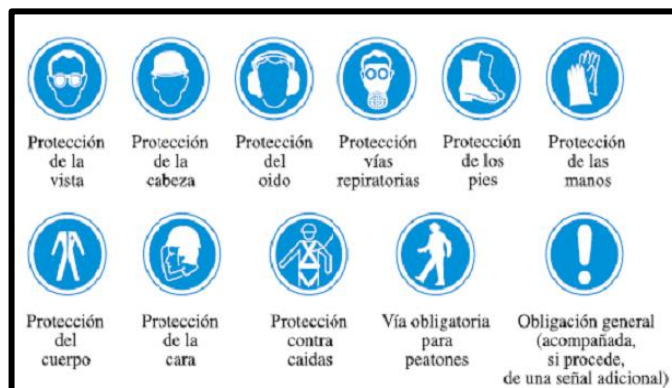 Protección
de la
vista
Protección
de la
cabeza
Protección
del
oido
Protección
vías
repiratorias
Protección
de los
pies
Protección
de las
manos
Protección
del
cuerpo
Protección
de la
cara
Protección
contra
caidas
Vía obligatoria
para
peatones
Obligación general
(acompañada,
si procede,
de una señal adicional)